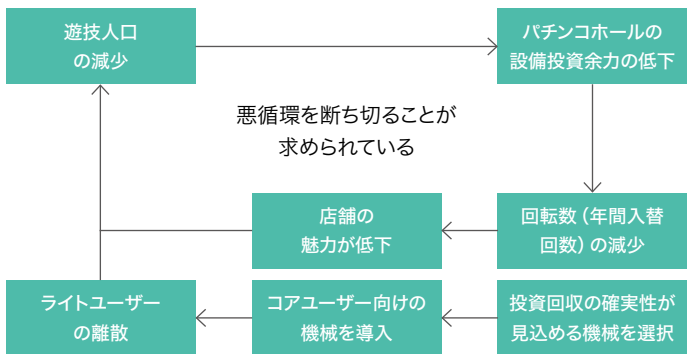 遊技人口
の減少
パチンコホールの
設備投資余力の低下
悪循環を断ち切ることが
求められている
店舗の
魅力が低下
回転数（年間入替
回数）の減少
ライトユーザー
の離散
コアユーザー向けの
機械を導入
投資回収の確実性が
見込める機械を選択